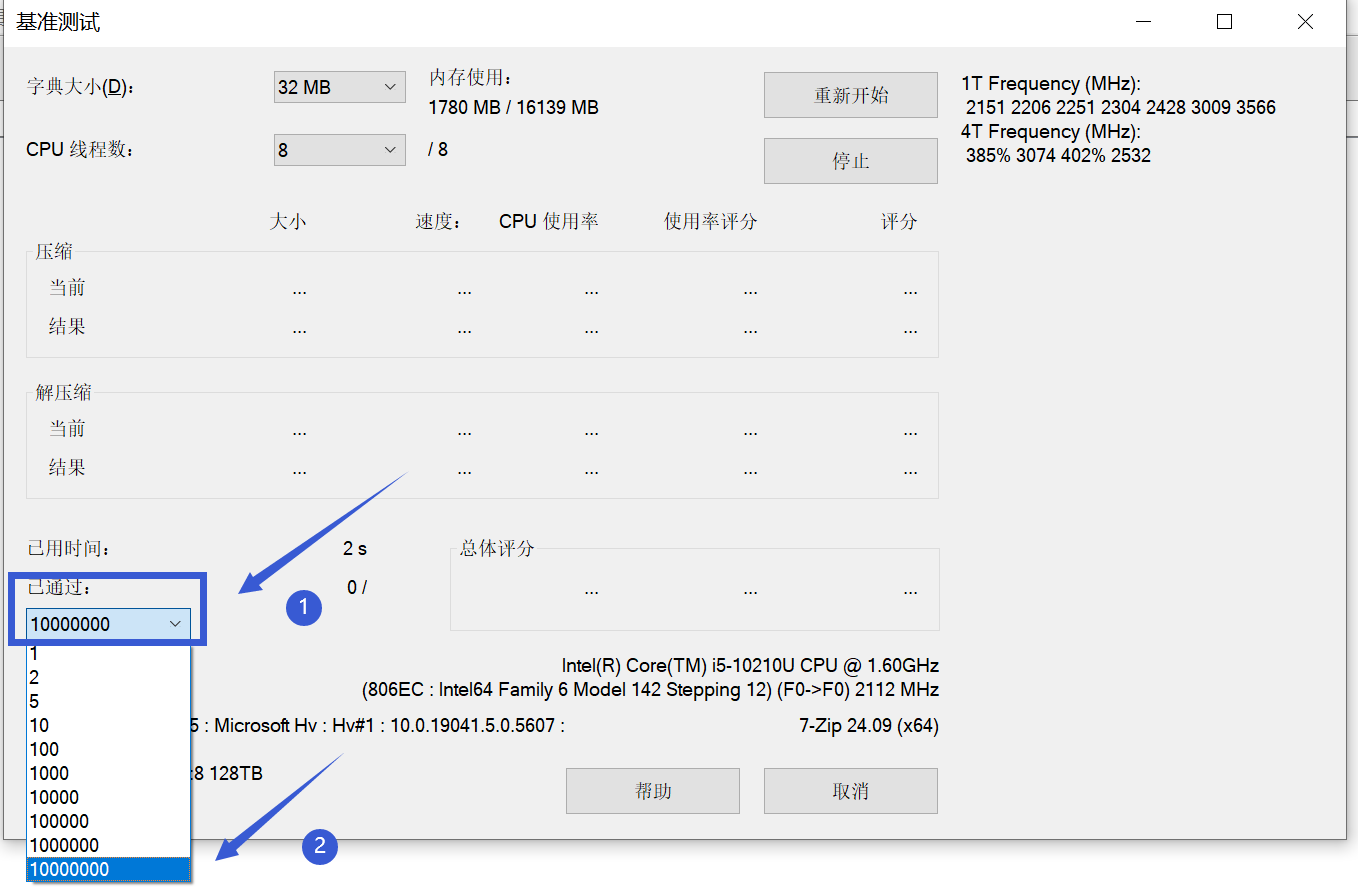 基准测试
字典大小(D):
32 MB
内存使用:
1780 MB / 16139 MB
重新开始
1T Frequency (MHz):
2151 2206 2251 2304 2428 3009 3566
4T Frequency (MHz):
385% 3074 402% 2532
CPU 线程数:
8
/ 8
停止
大小 速度: CPU 使用率 使用率评分 评分
压缩
当前 ... ... ... ... ...
结果 ... ... ... ... ...
解压缩
当前 ... ... ... ... ...
结果 ... ... ... ... ...
已用时间: 2 s
已通过: 0 /
总体评分
... ... ...
10000000
1
1
2
5
10
100
1000
10000
100000
1000000
10000000
Intel(R) Core(TM) i5-10210U CPU @ 1.60GHz
(806EC : Intel64 Family 6 Model 142 Stepping 12) (F0->F0) 2112 MHz
5 : Microsoft Hv : Hv#1 : 10.0.19041.5.0.5607 :
7-Zip 24.09 (x64)
:8 128TB
帮助
取消
2